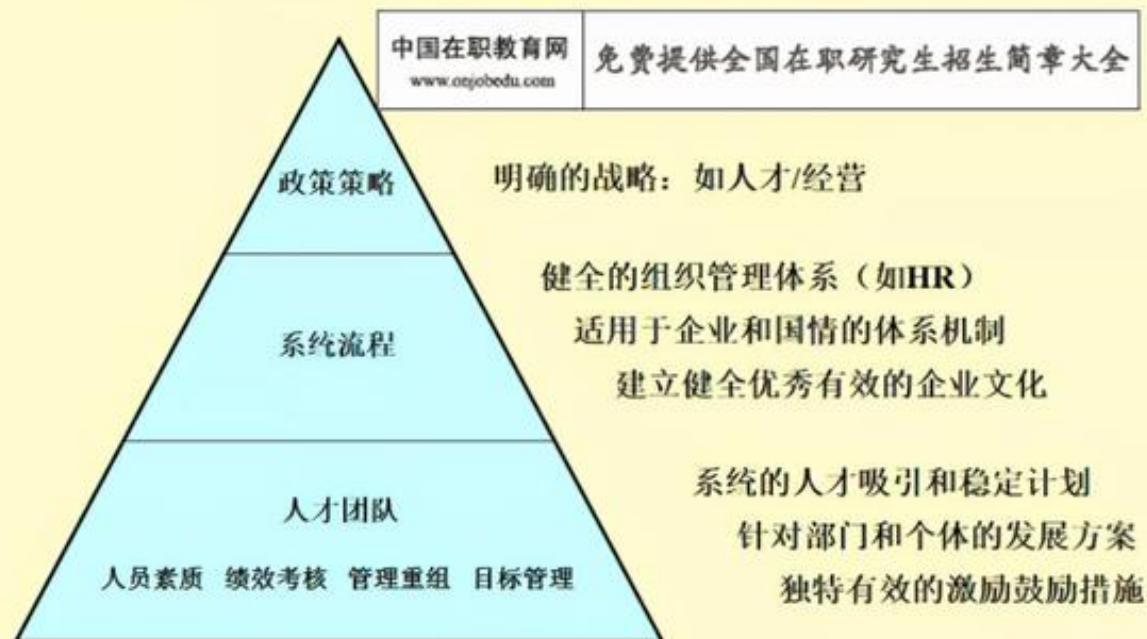 中国在职教育网
www.onjobedu.com
免费提供全国在职研究生招生简章大全
政策策略
明确的战略：如人才/经营
系统流程
健全的组织管理体系（如HR）
适用于企业和国情的体系机制
建立健全优秀有效的企业文化
人才团队
人员素质 绩效考核 管理重组 目标管理
系统的人才吸引和稳定计划
针对部门和个体的发展方案
独特有效的激励鼓励措施